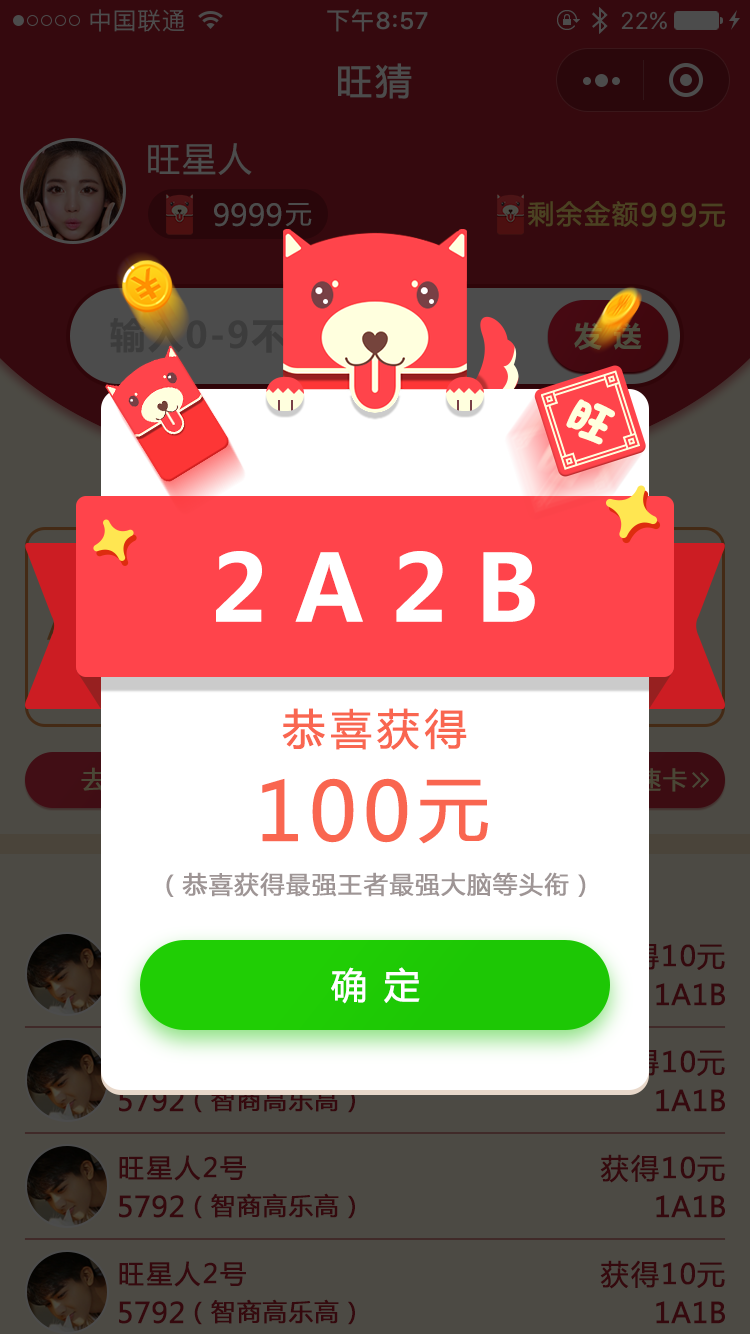 中国联通 下午8:57 22%
旺猜
旺星人
9999元 剩余金额999元
输入0-9不
发送
旺
2A2B
恭喜获得
100元
（恭喜获得最强王者最强大脑等头衔）
去 速卡»
确定
得10元
1A1B
得10元
5792（智商高乐高） 1A1B
旺星人2号 获得10元
5792（智商高乐高） 1A1B
旺星人2号 获得10元
5792（智商高乐高） 1A1B